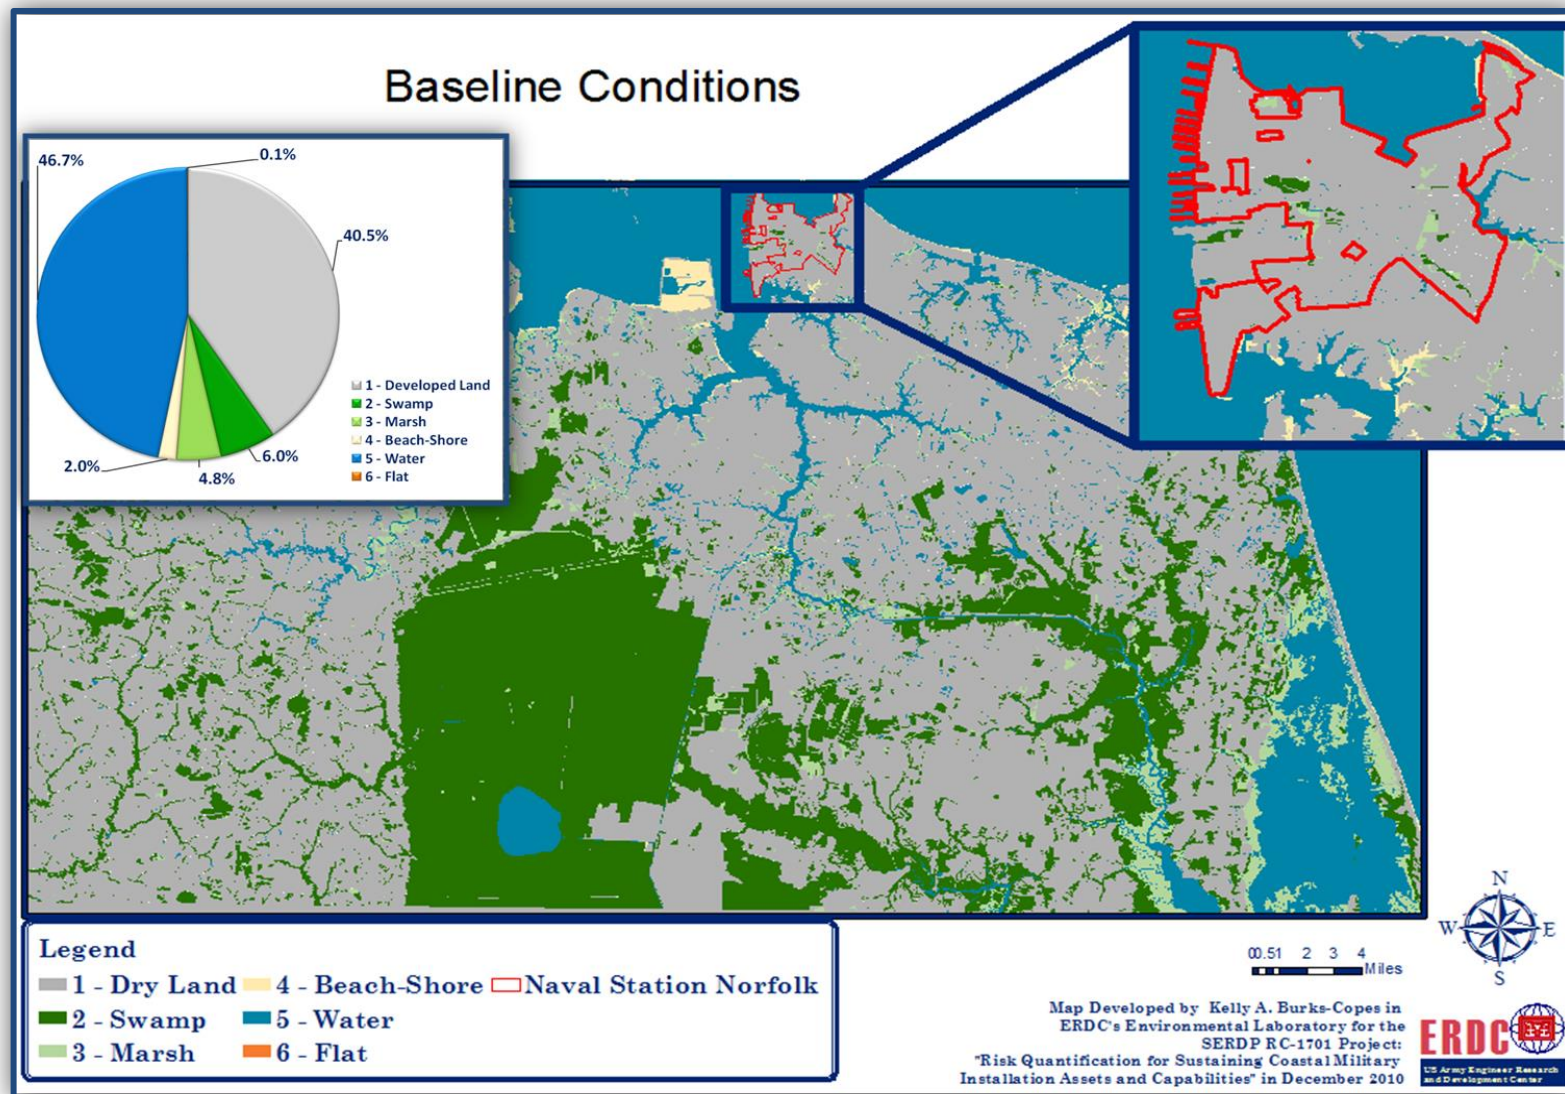 Baseline Conditions
46.7%
0.1%
40.5%
6.0%
4.8%
2.0%
1 - Developed Land
2 - Swamp
3 - Marsh
4 - Beach-Shore
5 - Water
6 - Flat
Legend
1 - Dry Land
2 - Swamp
3 - Marsh
4 - Beach-Shore
5 - Water
6 - Flat
Naval Station Norfolk
00.51 2 3 4
Miles
N
W
E
S
Map Developed by Kelly A. Burks-Copes in
ERDC's Environmental Laboratory for the
SERDP RC-1701 Project:
"Risk Quantification for Sustaining Coastal Military
Installation Assets and Capabilities" in December 2010
ERDC
US Army Engineer Research
and Development Center